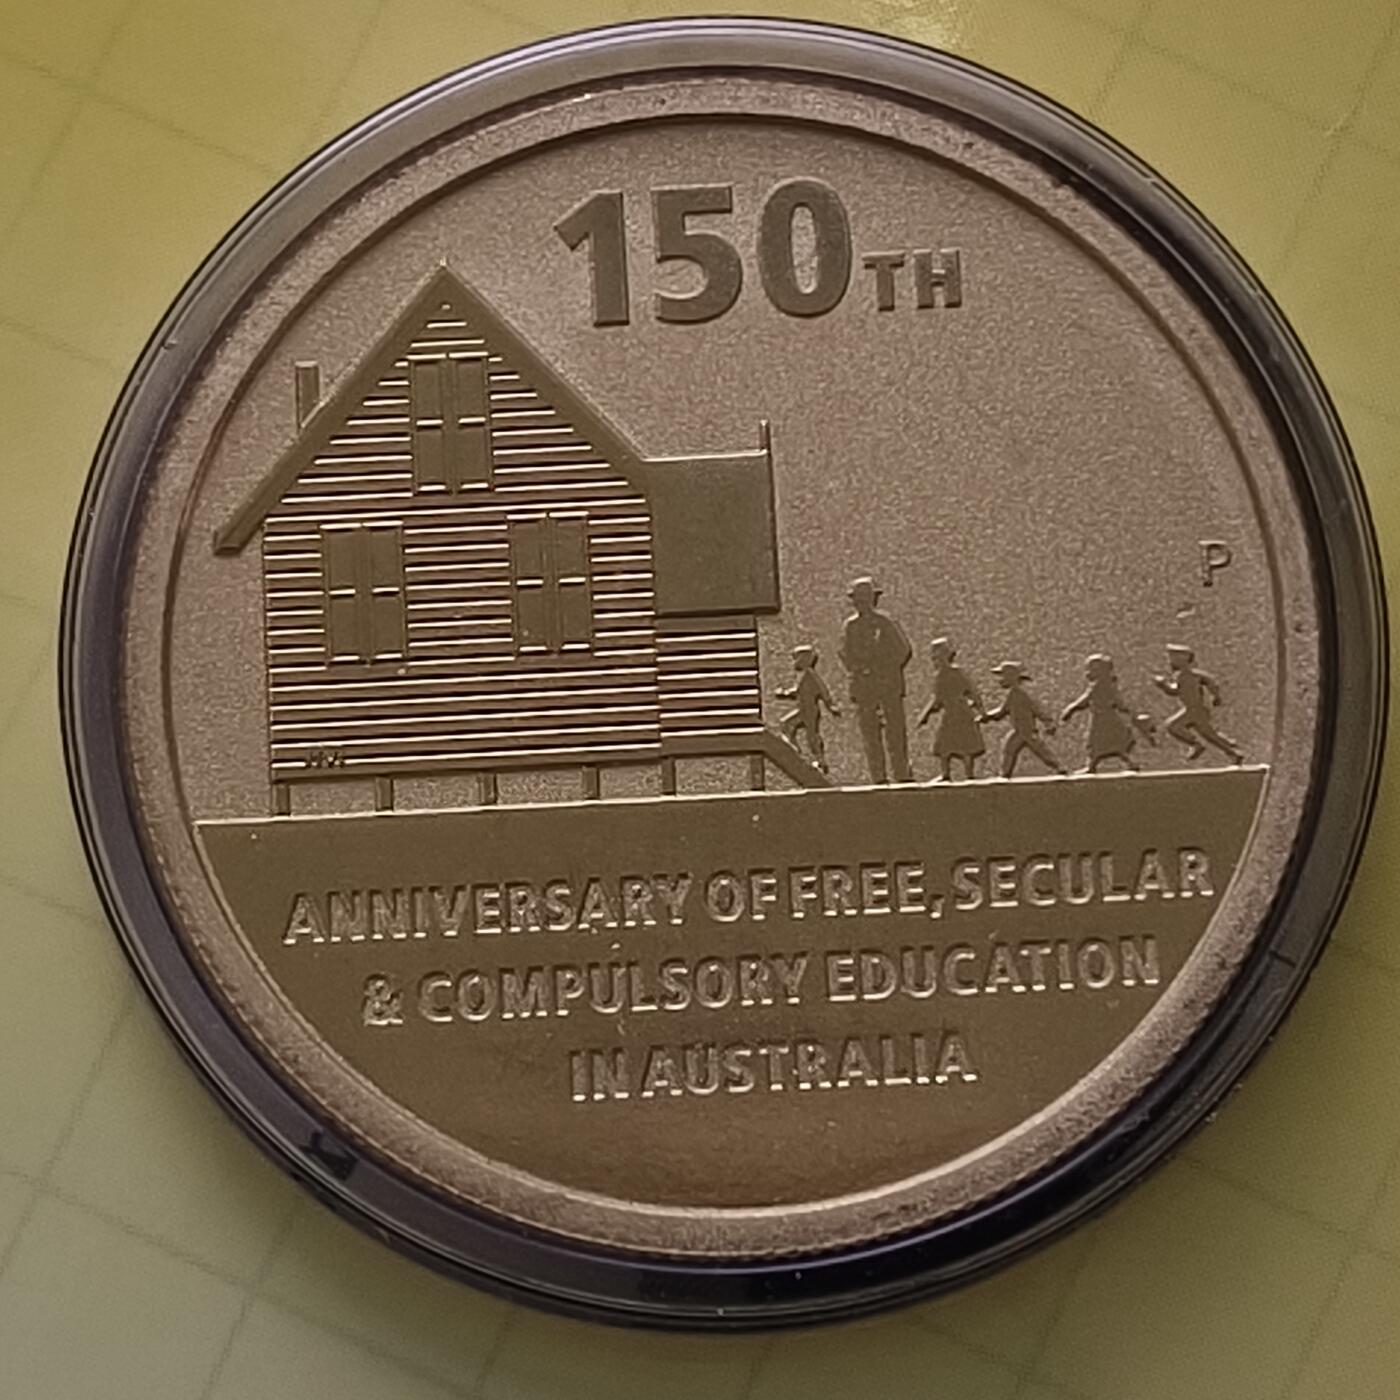 150TH
P
ANNIVERSARY OF FREE, SECULAR
& COMPULSORY EDUCATION
IN AUSTRALIA